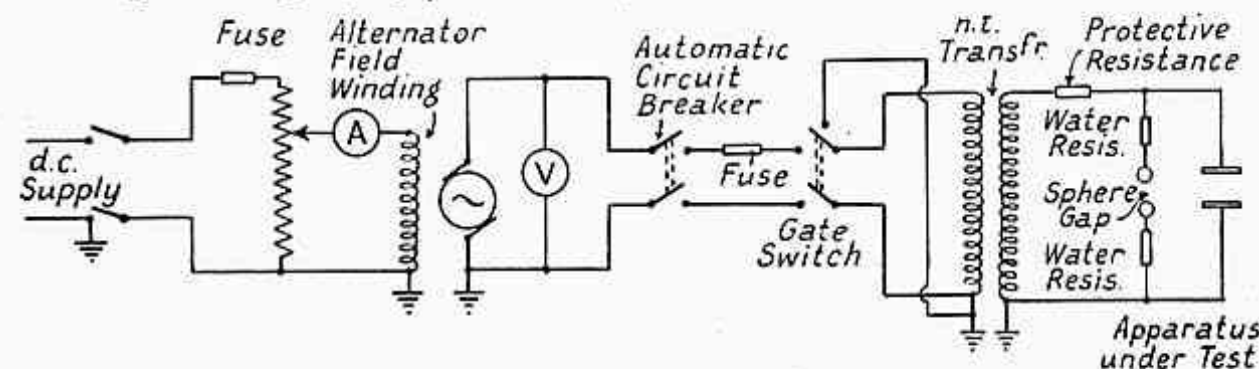 Fuse
Alternator
Field
Winding
A
d.c.
Supply
V
Automatic
Circuit
Breaker
Fuse
Gate
Switch
Transfr.
Protective
Resistance
Water
Resis.
Sphere
Gap
Water
Resis.
Apparatus
under Test